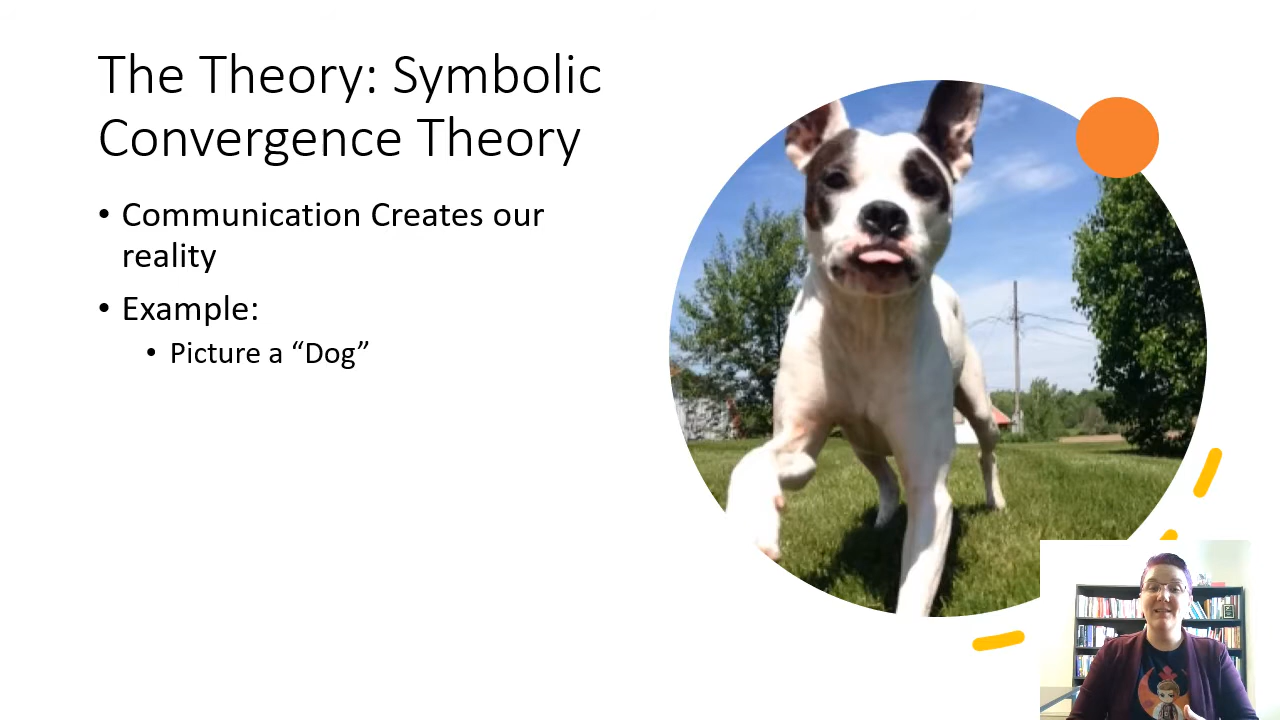 The Theory: Symbolic
Convergence Theory
• Communication Creates our
reality
• Example:
• Picture a “Dog”